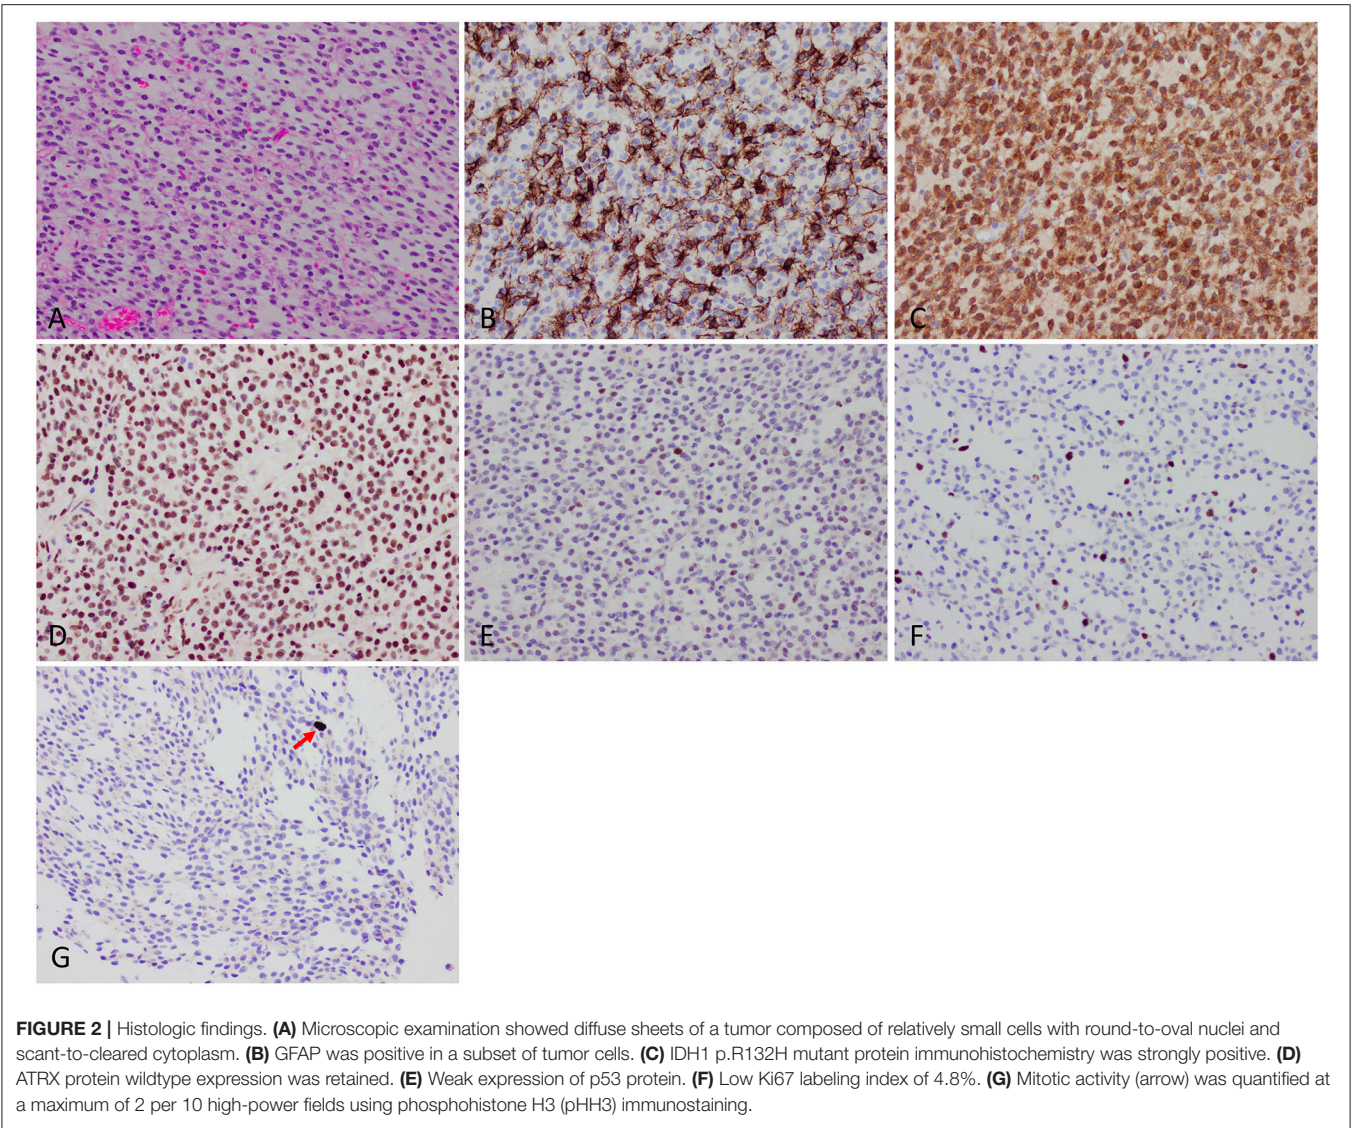 A
B
C
D
E
F
G
FIGURE 2 | Histologic findings. (A) Microscopic examination showed diffuse sheets of a tumor composed of relatively small cells with round-to-oval nuclei and
scant-to-cleared cytoplasm. (B) GFAP was positive in a subset of tumor cells. (C) IDH1 p.R132H mutant protein immunohistochemistry was strongly positive. (D)
ATRX protein wildtype expression was retained. (E) Weak expression of p53 protein. (F) Low Ki67 labeling index of 4.8%. (G) Mitotic activity (arrow) was quantified at
a maximum of 2 per 10 high-power fields using phosphohistone H3 (pHH3) immunostaining.